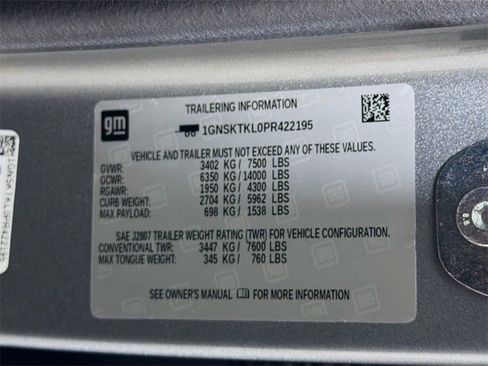 gm
TRAILERING INFORMATION
1GNSKTKL0PR422195
VEHICLE AND TRAILER MUST NOT EXCEED ANY OF THESE VALUES.
GVWR: 3402 KG / 7500 LBS
GCWR: 6350 KG / 14000 LBS
RGAWR: 1950 KG / 4300 LBS
CURB WEIGHT: 2704 KG / 5962 LBS
MAX PAYLOAD: 698 KG / 1538 LBS
SAE J2807 TRAILER WEIGHT RATING (TWR) FOR VEHICLE CONFIGURATION.
CONVENTIONAL TWR: 3447 KG / 7600 LBS
MAX TONGUE WEIGHT: 345 KG / 760 LBS
SEE OWNER'S MANUAL FOR MORE INFORMATION
1GNSKTKL0PR422195
8.8